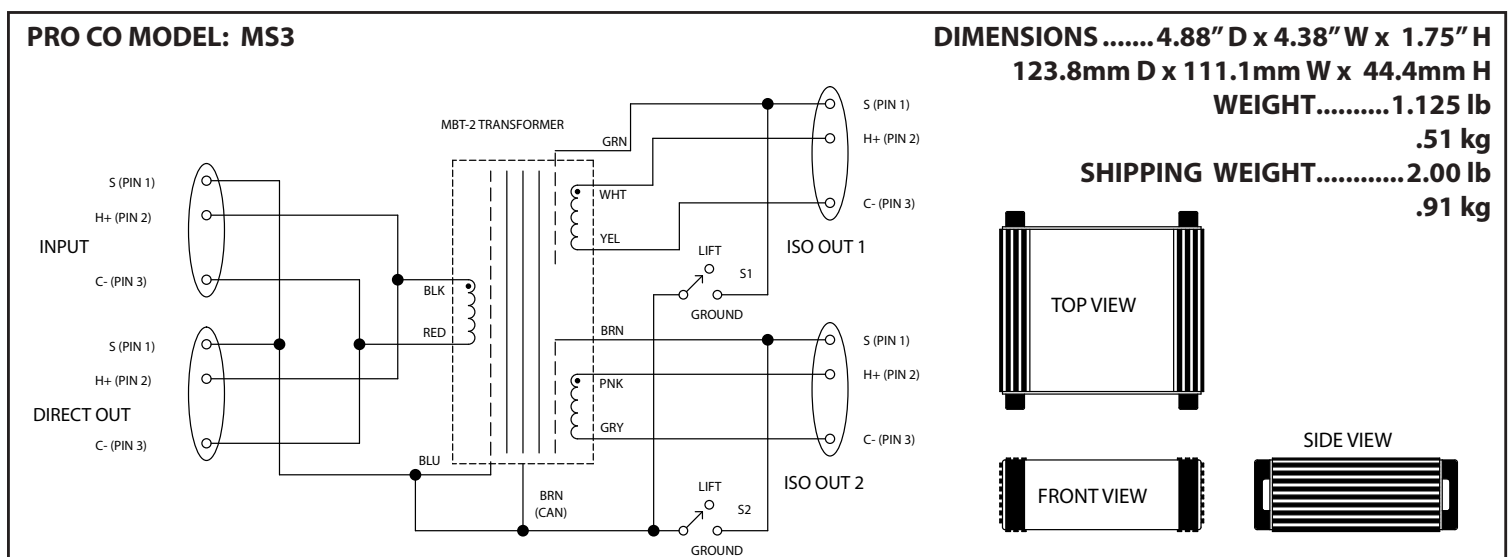 PRO CO MODEL: MS3
DIMENSIONS.......4.88” D x 4.38” W x 1.75” H
123.8mm D x 111.1mm W x 44.4mm H
WEIGHT..........1.125 lb
.51 kg
SHIPPING WEIGHT............2.00 lb
.91 kg
S (PIN 1)
H+ (PIN 2)
INPUT
C- (PIN 3)
S (PIN 1)
H+ (PIN 2)
DIRECT OUT
C- (PIN 3)
MBT-2 TRANSFORMER
GRN
WHT
YEL
BLK
RED
BRN
PNK
GRY
BLU
BRN
(CAN)
S (PIN 1)
H+ (PIN 2)
C- (PIN 3)
ISO OUT 1
LIFT
S1
GROUND
S (PIN 1)
H+ (PIN 2)
C- (PIN 3)
ISO OUT 2
LIFT
S2
GROUND
TOP VIEW
FRONT VIEW
SIDE VIEW